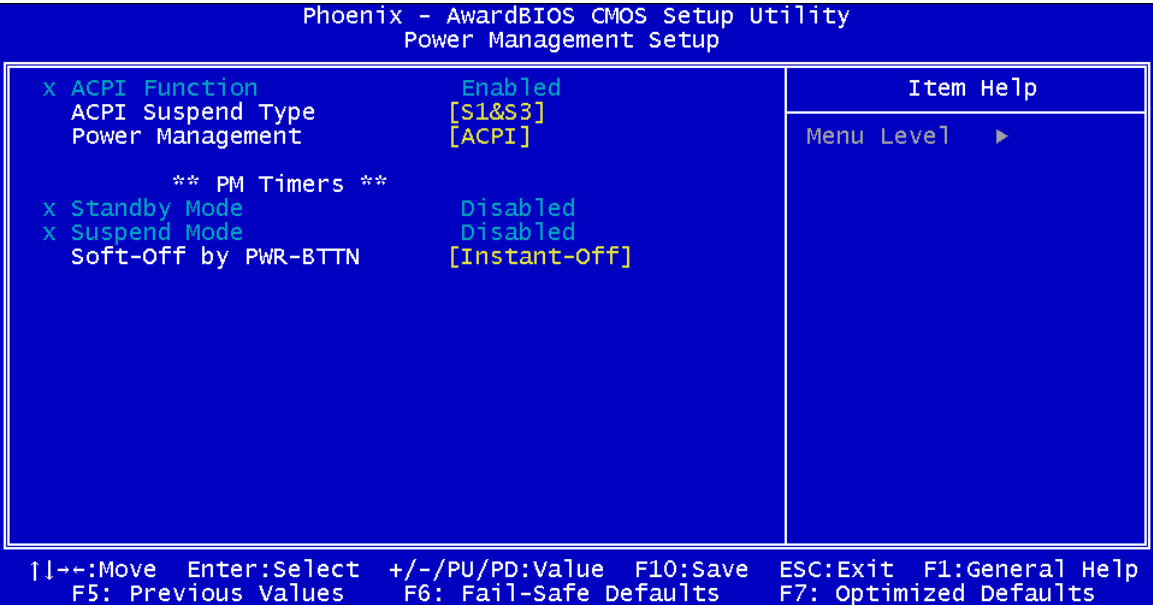 Phoenix - AwardBIOS CMOS Setup Utility
Power Management Setup
x ACPI Function Enabled
ACPI Suspend Type [S1&S3]
Power Management [ACPI]
** PM Timers **
x Standby Mode Disabled
x Suspend Mode Disabled
Soft-Off by PWR-BTTN [Instant-Off]
Item Help
Menu Level ►
↑↓→←:Move Enter:Select +/-/PU/PD:Value F10:Save ESC:Exit F1:General Help
F5: Previous Values F6: Fail-Safe Defaults F7: Optimized Defaults